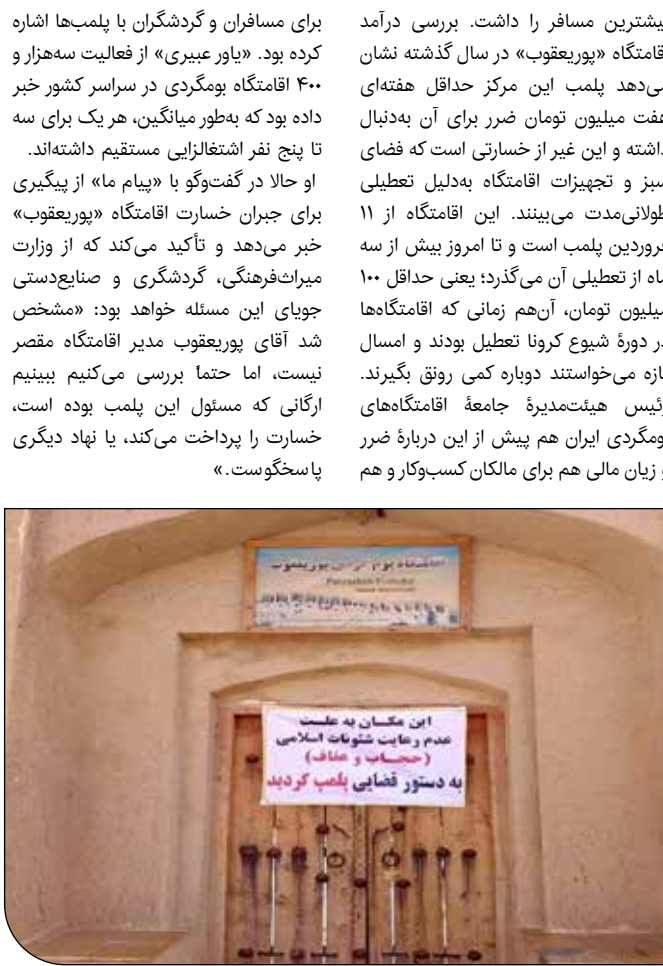 بیشترین مسافر را داشت. بررسی درآمد
اقامتگاه «پوریعقوب» در سال گذشته نشان
می‌دهد پلمب این مرکز حداقل هفته‌ای
هفت میلیون تومان ضرر برای آن به‌دنبال
داشته و این غیر از خسارتی است که فضای
سبز و تجهیزات اقامتگاه به‌دلیل تعطیلی
طولانی‌مدت می‌بینند. این اقامتگاه از ۱۱
فروردین پلمب است و تا امروز بیش از سه
ماه از تعطیلی آن می‌گذرد؛ یعنی حداقل ۱۰۰
میلیون تومان، آن‌هم زمانی که اقامتگاه‌ها
در دورهٔ شیوع کرونا تعطیل بودند و امسال
تازه می‌خواستند دوباره کمی رونق بگیرند.
رئیس هیئت‌مدیرهٔ جامعهٔ اقامتگاه‌های
بومگردی ایران هم پیش از این دربارهٔ ضرر
و زیان مالی هم برای مالکان کسب‌وکار و هم
برای مسافران و گردشگران با پلمب‌ها اشاره
کرده بود. «یاور عبیری» از فعالیت سه‌هزار و
۴۰۰ اقامتگاه بومگردی در سراسر کشور خبر
داده بود که به‌طور میانگین، هر یک برای سه
تا پنج نفر اشتغالزایی مستقیم داشته‌اند.
او حالا در گفت‌وگو با «پیام ما» از پیگیری
برای جبران خسارت اقامتگاه «پوریعقوب»
خبر می‌دهد و تأکید می‌کند که از وزارت
میراث‌فرهنگی، گردشگری و صنایع‌دستی
جویای این مسئله خواهد بود: «مشخص
شد آقای پوریعقوب مدیر اقامتگاه مقصر
نیست، اما حتماً بررسی می‌کنیم ببینیم
ارگانی که مسئول این پلمب بوده است،
خسارت را پرداخت می‌کند، یا نهاد دیگری
پاسخگوست.»
اقامتگاه بوم گردی پوریعقوب
این مکان به علت
عدم رعایت شئونات اسلامی
(حجاب و عفاف)
به دستور قضایی پلمب گردید